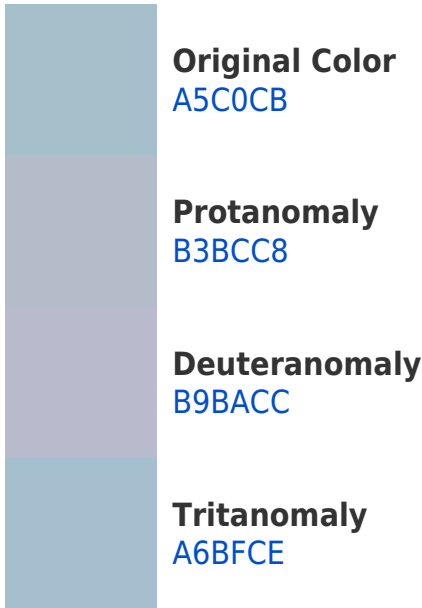 Original Color
A5C0CB
Protanomaly
B3BCC8
Deuteranomaly
B9BACC
Tritanomaly
A6BFCE